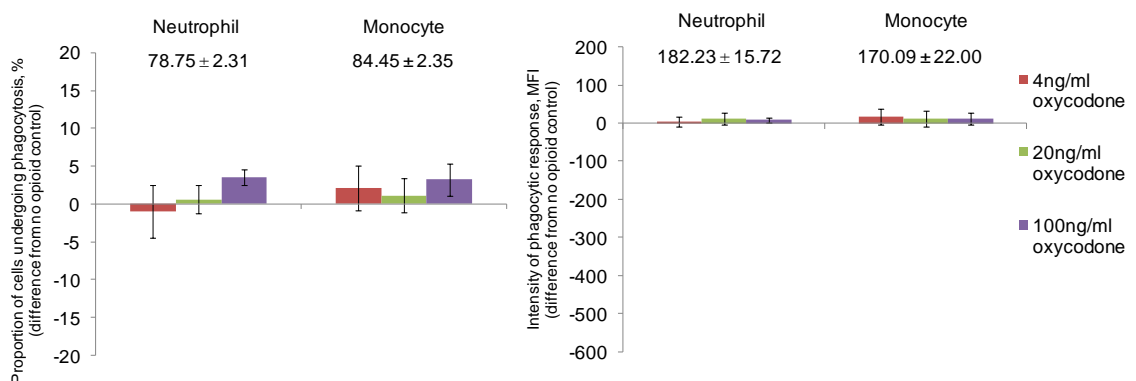 Proportion of cells undergoing phagocytosis, %
(difference from no opioid control)
Neutrophil
Monocyte
78.75 ± 2.31
84.45 ± 2.35
20
15
10
5
0
-5
-10
-15
-20
Intensity of phagocytic response, MFI
(difference from no opioid control)
Neutrophil
Monocyte
182.23 ± 15.72
170.09 ± 22.00
200
100
0
-100
-200
-300
-400
-500
-600
4ng/ml
oxycodone
20ng/ml
oxycodone
100ng/ml
oxycodone